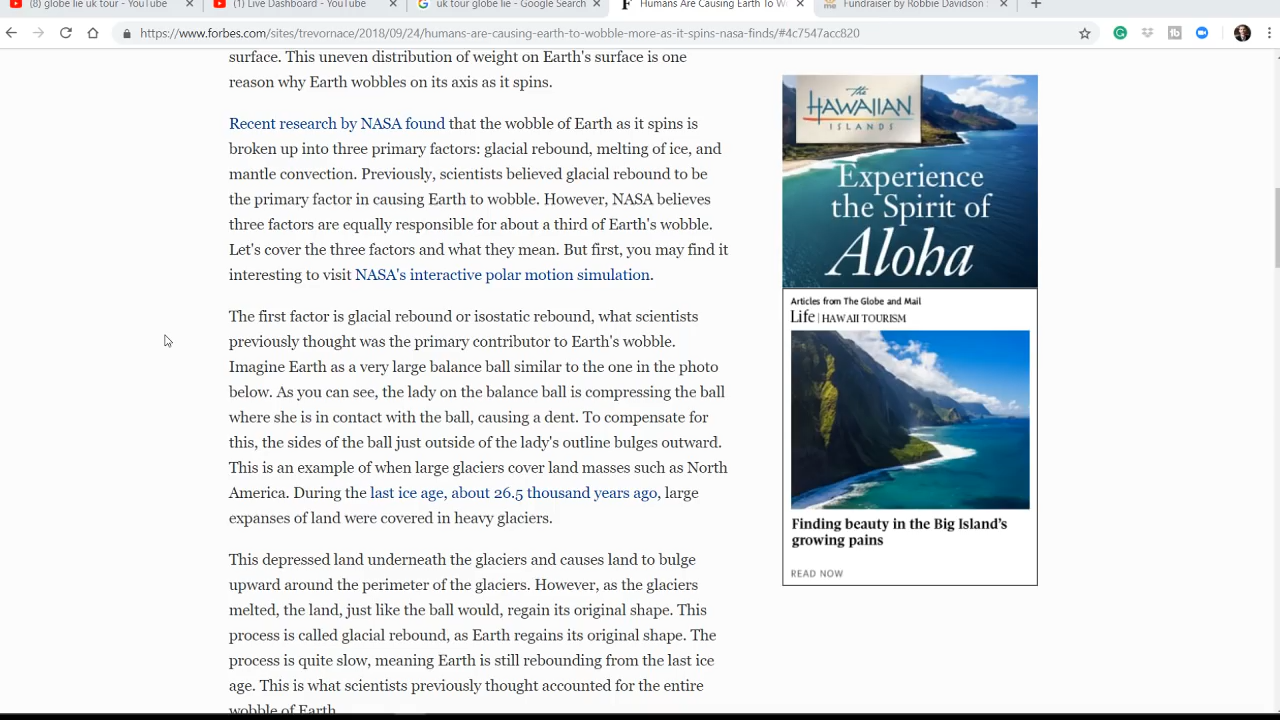 (8) globe lie uk tour - YouTube
(1) Live Dashboard - YouTube
uk tour globe lie - Google Search
Humans Are Causing Earth To W
Fundraiser by Robbie Davidson
https://www.forbes.com/sites/trevornace/2018/09/24/humans-are-causing-earth-to-wobble-more-as-it-spins-nasa-finds/#4c7547acc820
surface. This uneven distribution of weight on Earth's surface is one
reason why Earth wobbles on its axis as it spins.
Recent research by NASA found that the wobble of Earth as it spins is
broken up into three primary factors: glacial rebound, melting of ice, and
mantle convection. Previously, scientists believed glacial rebound to be
the primary factor in causing Earth to wobble. However, NASA believes
three factors are equally responsible for about a third of Earth's wobble.
Let's cover the three factors and what they mean. But first, you may find it
interesting to visit NASA's interactive polar motion simulation.
The first factor is glacial rebound or isostatic rebound, what scientists
previously thought was the primary contributor to Earth's wobble.
Imagine Earth as a very large balance ball similar to the one in the photo
below. As you can see, the lady on the balance ball is compressing the ball
where she is in contact with the ball, causing a dent. To compensate for
this, the sides of the ball just outside of the lady's outline bulges outward.
This is an example of when large glaciers cover land masses such as North
America. During the last ice age, about 26.5 thousand years ago, large
expanses of land were covered in heavy glaciers.
This depressed land underneath the glaciers and causes land to bulge
upward around the perimeter of the glaciers. However, as the glaciers
melted, the land, just like the ball would, regain its original shape. This
process is called glacial rebound, as Earth regains its original shape. The
process is quite slow, meaning Earth is still rebounding from the last ice
age. This is what scientists previously thought accounted for the entire
wobble of Earth.
The
HAWAIIAN
ISLANDS
Experience
the Spirit of
Aloha
Articles from The Globe and Mail
Life | HAWAII TOURISM
Finding beauty in the Big Island's
growing pains
READ NOW